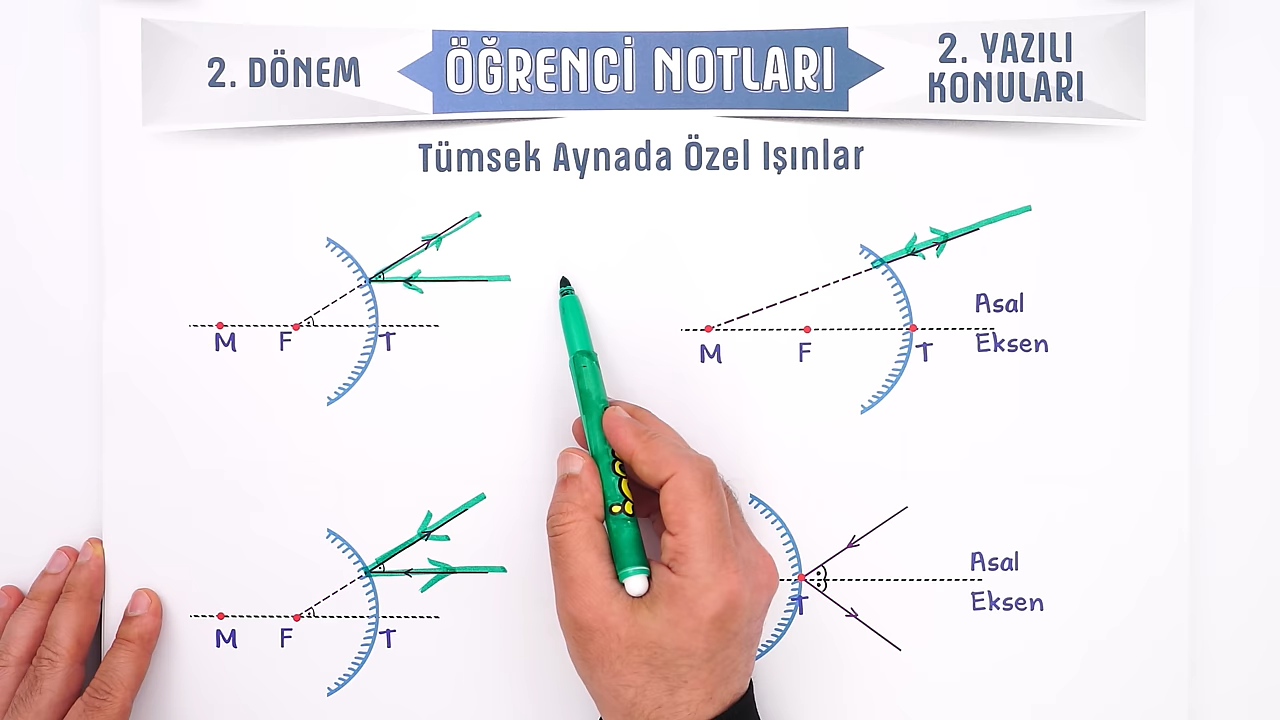 2. DÖNEM
ÖĞRENCİ NOTLARI
2. YAZILI
KONULARI
Tümsek Aynada Özel Işınlar
M F T
M F T
Asal
Eksen
M F T
T
Asal
Eksen